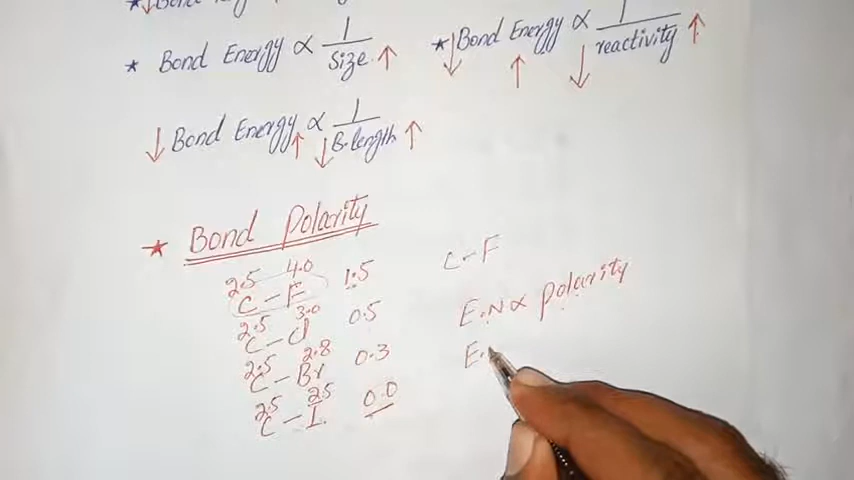 * ↓ Bond
* Bond Energy ∝ 1/Size ↑
* ↓ Bond Energy ↑ ∝ 1/reactivity ↓ ↑
↓ Bond Energy ↑ ∝ 1/B.length ↓ ↑
* Bond Polarity
2.5 4.0
C - F 1.5
C - F
2.5 3.0
C - Cl 0.5
E.N ∝ polarity
2.5 2.8
C - Br 0.3
E.
2.5 2.5
C - I 0.0